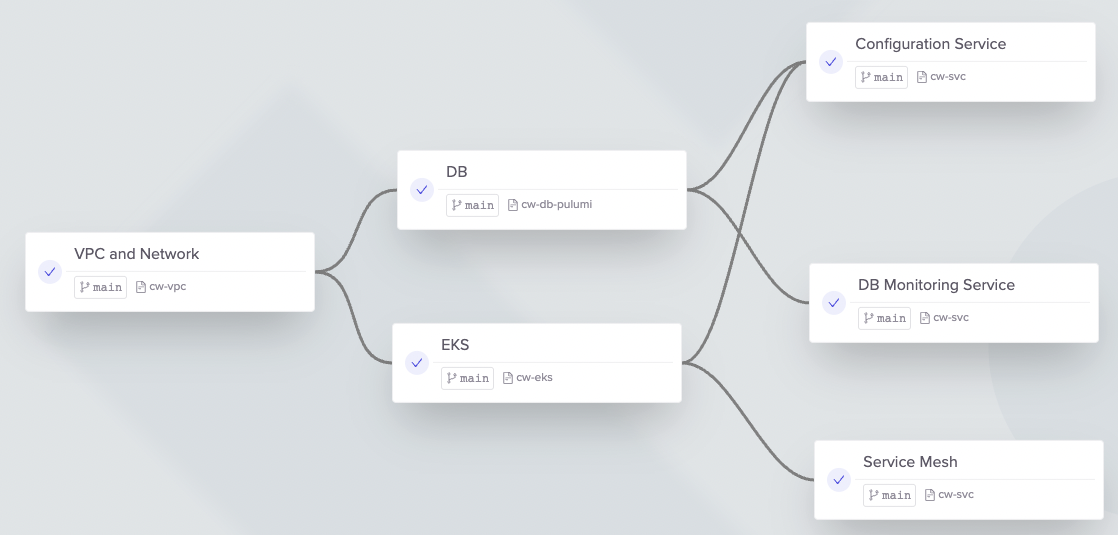 VPC and Network
main cw-vpc
DB
main cw-db-pulumi
EKS
main cw-eks
Configuration Service
main cw-svc
DB Monitoring Service
main cw-svc
Service Mesh
main cw-svc